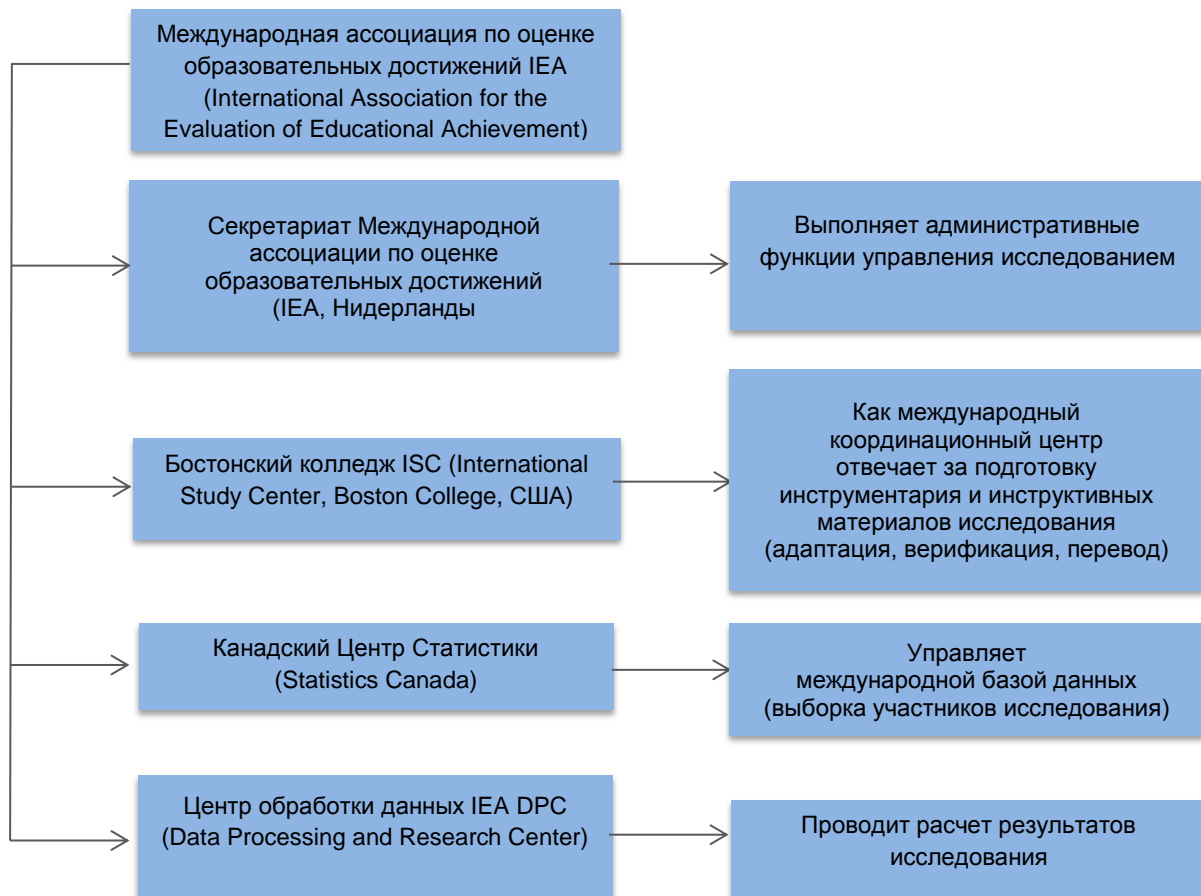 Международная ассоциация по оценке
образовательных достижений IEA
(International Association for the
Evaluation of Educational Achievement)
Секретариат Международной
ассоциации по оценке
образовательных достижений
(IEA, Нидерланды
Выполняет административные
функции управления исследованием
Бостонский колледж ISC (International
Study Center, Boston College, США)
Как международный
координационный центр
отвечает за подготовку
инструментария и инструктивных
материалов исследования
(адаптация, верификация, перевод)
Канадский Центр Статистики
(Statistics Canada)
Управляет
международной базой данных
(выборка участников исследования)
Центр обработки данных IEA DPC
(Data Processing and Research Center)
Проводит расчет результатов
исследования